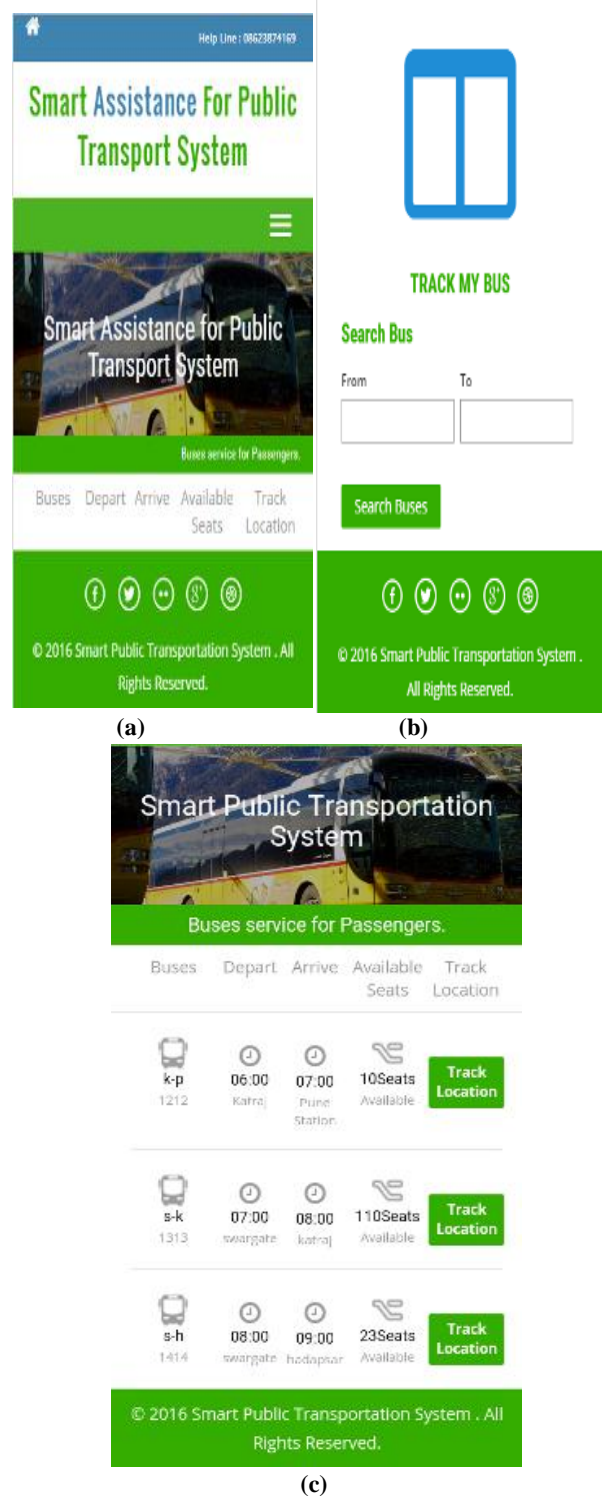 Help Line : 08623874169
Smart Assistance For Public
Transport System
Smart Assistance for Public
Transport System
Buses service for Passengers.
Buses Depart Arrive Available Track
Seats Location
© 2016 Smart Public Transportation System . All
Rights Reserved.
(a)
TRACK MY BUS
Search Bus
From To
Search Buses
© 2016 Smart Public Transportation System .
All Rights Reserved.
(b)
Smart Public Transportation
System
Buses service for Passengers.
Buses Depart Arrive Available Track
Seats Location
k-p 06:00 07:00 10Seats Track
Location
1212 Katraj Pune Available
Station
s-k 07:00 08:00 110Seats Track
Location
1313 swargate katraj Available
s-h 08:00 09:00 23Seats Track
Location
1414 swargate hadapsar Available
© 2016 Smart Public Transportation System . All
Rights Reserved.
(c)